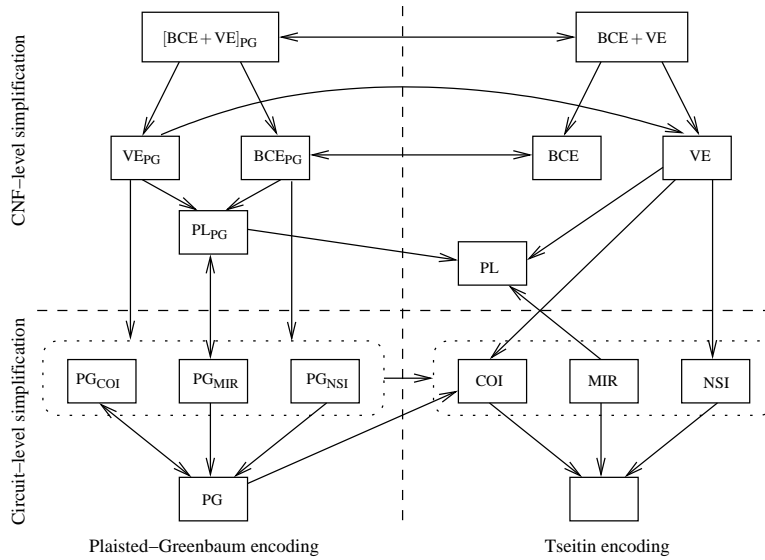 [BCE+VE]PG
BCE+VE
CNF–level simplification
VEPG
BCEPG
BCE
VE
PLPG
PL
Circuit–level simplification
PGCOI
PGMIR
PGNSI
COI
MIR
NSI
PG
Plaisted–Greenbaum encoding
Tseitin encoding